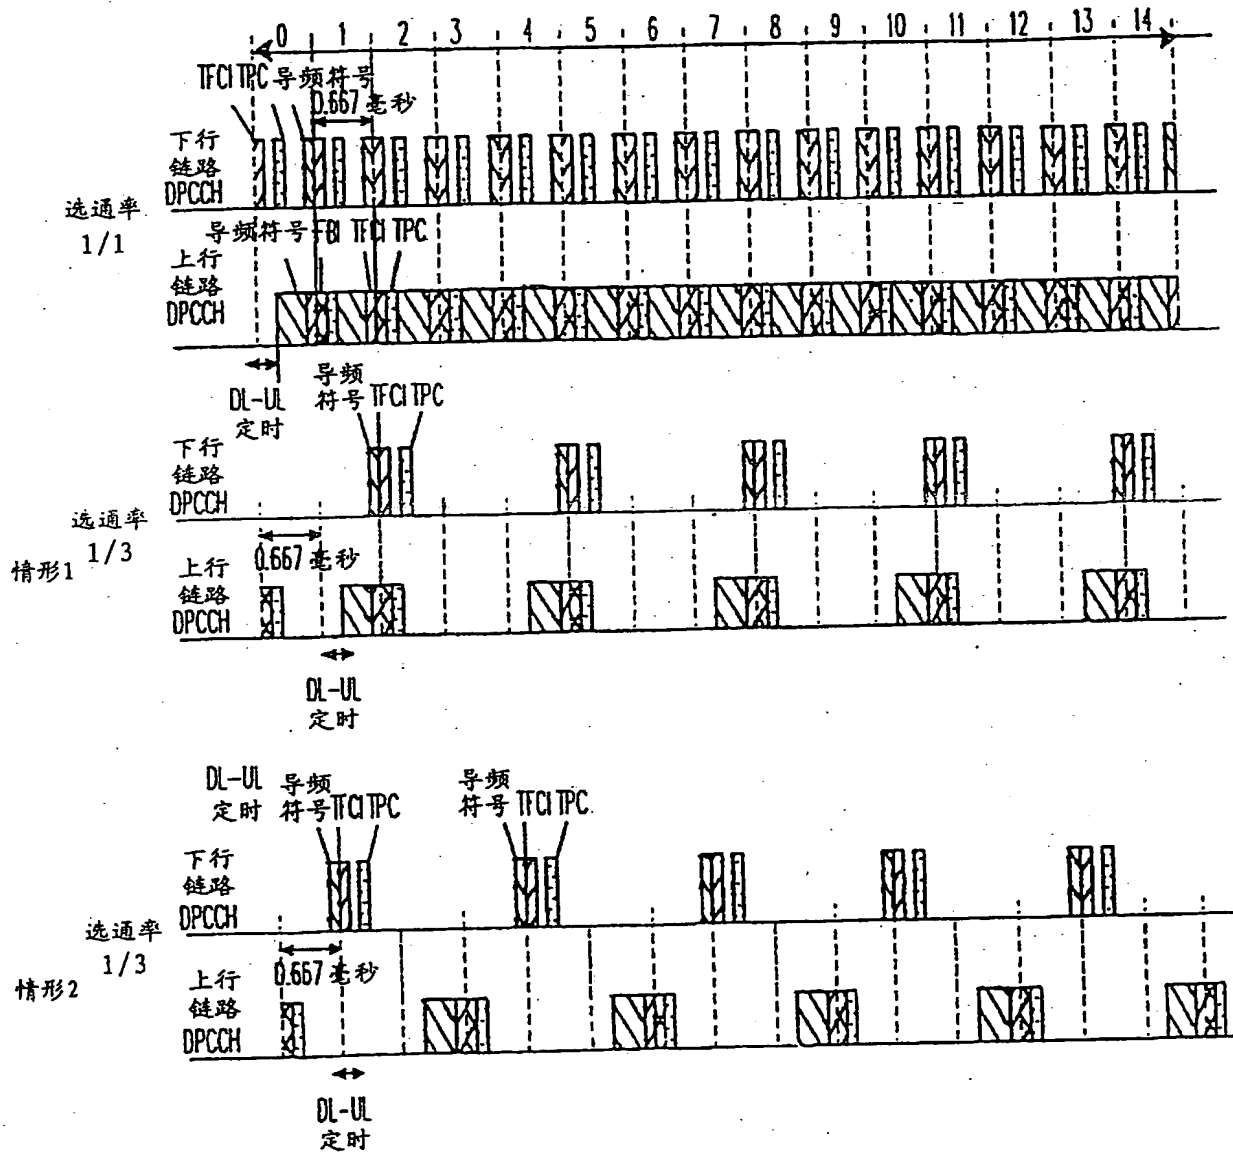 0 1 2 3 4 5 6 7 8 9 10 11 12 13 14
TFCI TPC 导频符号
0.667 毫秒
下行
链路
DPCCH
选通率
1/1
导频符号 FBI TFCI TPC
上行
链路
DPCCH
DL-UL
定时
导频
符号 TFCI TPC
下行
链路
DPCCH
选通率
1/3
情形1
0.667 毫秒
上行
链路
DPCCH
DL-UL
定时
DL-UL
定时
导频
符号 TFCI TPC
导频
符号 TFCI TPC
下行
链路
DPCCH
选通率
1/3
情形2
0.667 毫秒
上行
链路
DPCCH
DL-UL
定时